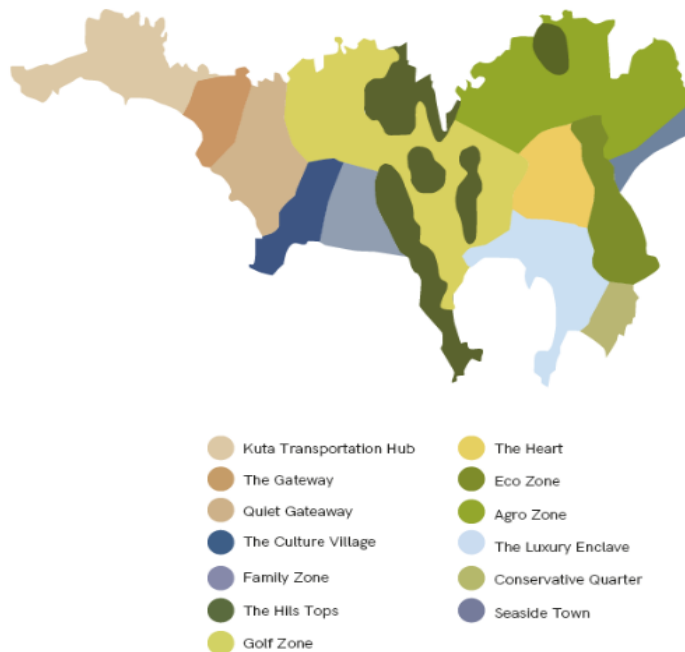 Kuta Transportation Hub
The Gateway
Quiet Gateaway
The Culture Village
Family Zone
The Hils Tops
Golf Zone
The Heart
Eco Zone
Agro Zone
The Luxury Enclave
Conservative Quarter
Seaside Town